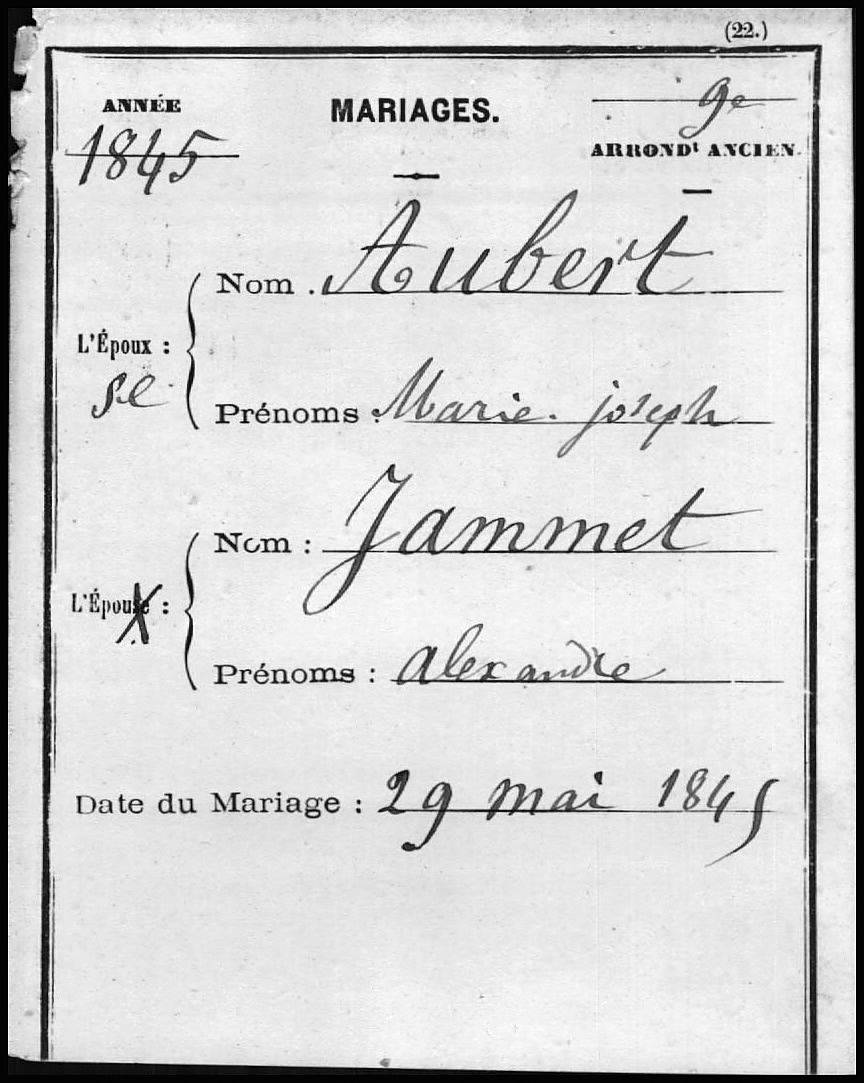 (22.)
ANNÉE MARIAGES. 9e
1845 ARRONDt ANCIEN.
Nom . Aubert
L'Époux :
se
Prénoms : Marie. joseph
Nom : Jammet
L'Épouse :
Prénoms : alexandre
Date du Mariage : 29 mai 1845